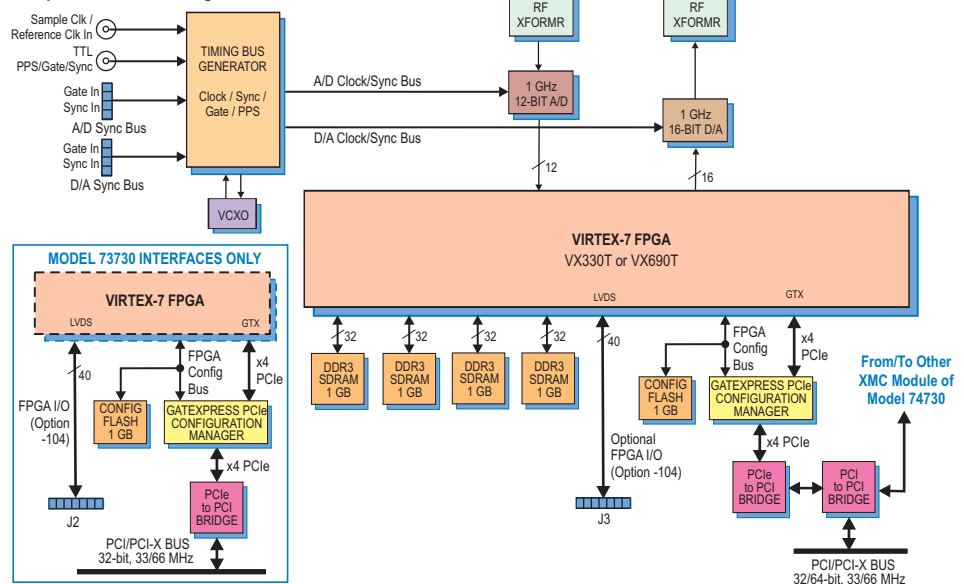 RF
XFORMR
RF
XFORMR
Sample Clk /
Reference Clk In
TTL
PPS/Gate/Sync
TIMING BUS
GENERATOR
Clock / Sync /
Gate / PPS
Gate In
Sync In
A/D Sync Bus
Gate In
Sync In
D/A Sync Bus
A/D Clock/Sync Bus
1 GHz
12-BIT A/D
D/A Clock/Sync Bus
1 GHz
16-BIT D/A
12
16
VCXO
VIRTEX-7 FPGA
VX330T or VX690T
LVDS
GTX
MODEL 73730 INTERFACES ONLY
VIRTEX-7 FPGA
LVDS
GTX
40
FPGA
Config
Bus
x4
PCIe
FPGA I/O
(Option
-104)
CONFIG
FLASH
1 GB
GATEXPRESS PCIe
CONFIGURATION
MANAGER
x4 PCIe
PCIe
to PCI
BRIDGE
J2
PCI/PCI-X BUS
32-bit, 33/66 MHz
32
32
32
32
40
DDR3
SDRAM
1 GB
DDR3
SDRAM
1 GB
DDR3
SDRAM
1 GB
DDR3
SDRAM
1 GB
FPGA
Config
Bus
x4
PCIe
CONFIG
FLASH
1 GB
GATEXPRESS PCIe
CONFIGURATION
MANAGER
From/To Other
XMC Module of
Model 74730
Optional
FPGA I/O
(Option -104)
J3
x4 PCIe
PCIe
to PCI
BRIDGE
PCI
to PCI
BRIDGE
PCI/PCI-X BUS
32/64-bit, 33/66 MHz